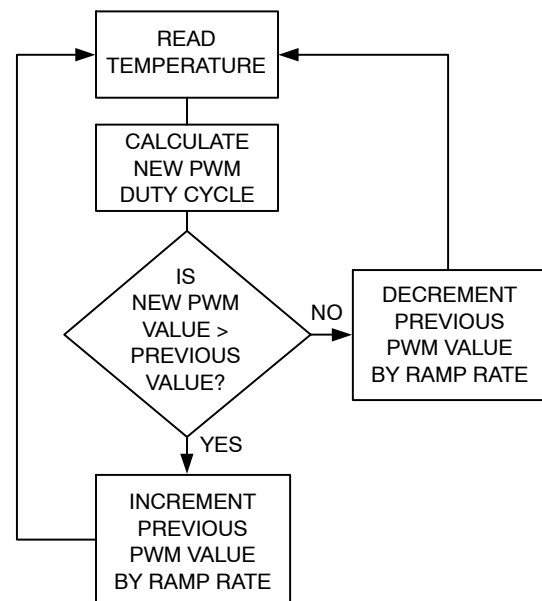 READ
TEMPERATURE
CALCULATE
NEW PWM
DUTY CYCLE
IS
NEW PWM
VALUE >
PREVIOUS
VALUE?
NO
DECREMENT
PREVIOUS
PWM VALUE
BY RAMP RATE
YES
INCREMENT
PREVIOUS
PWM VALUE
BY RAMP RATE